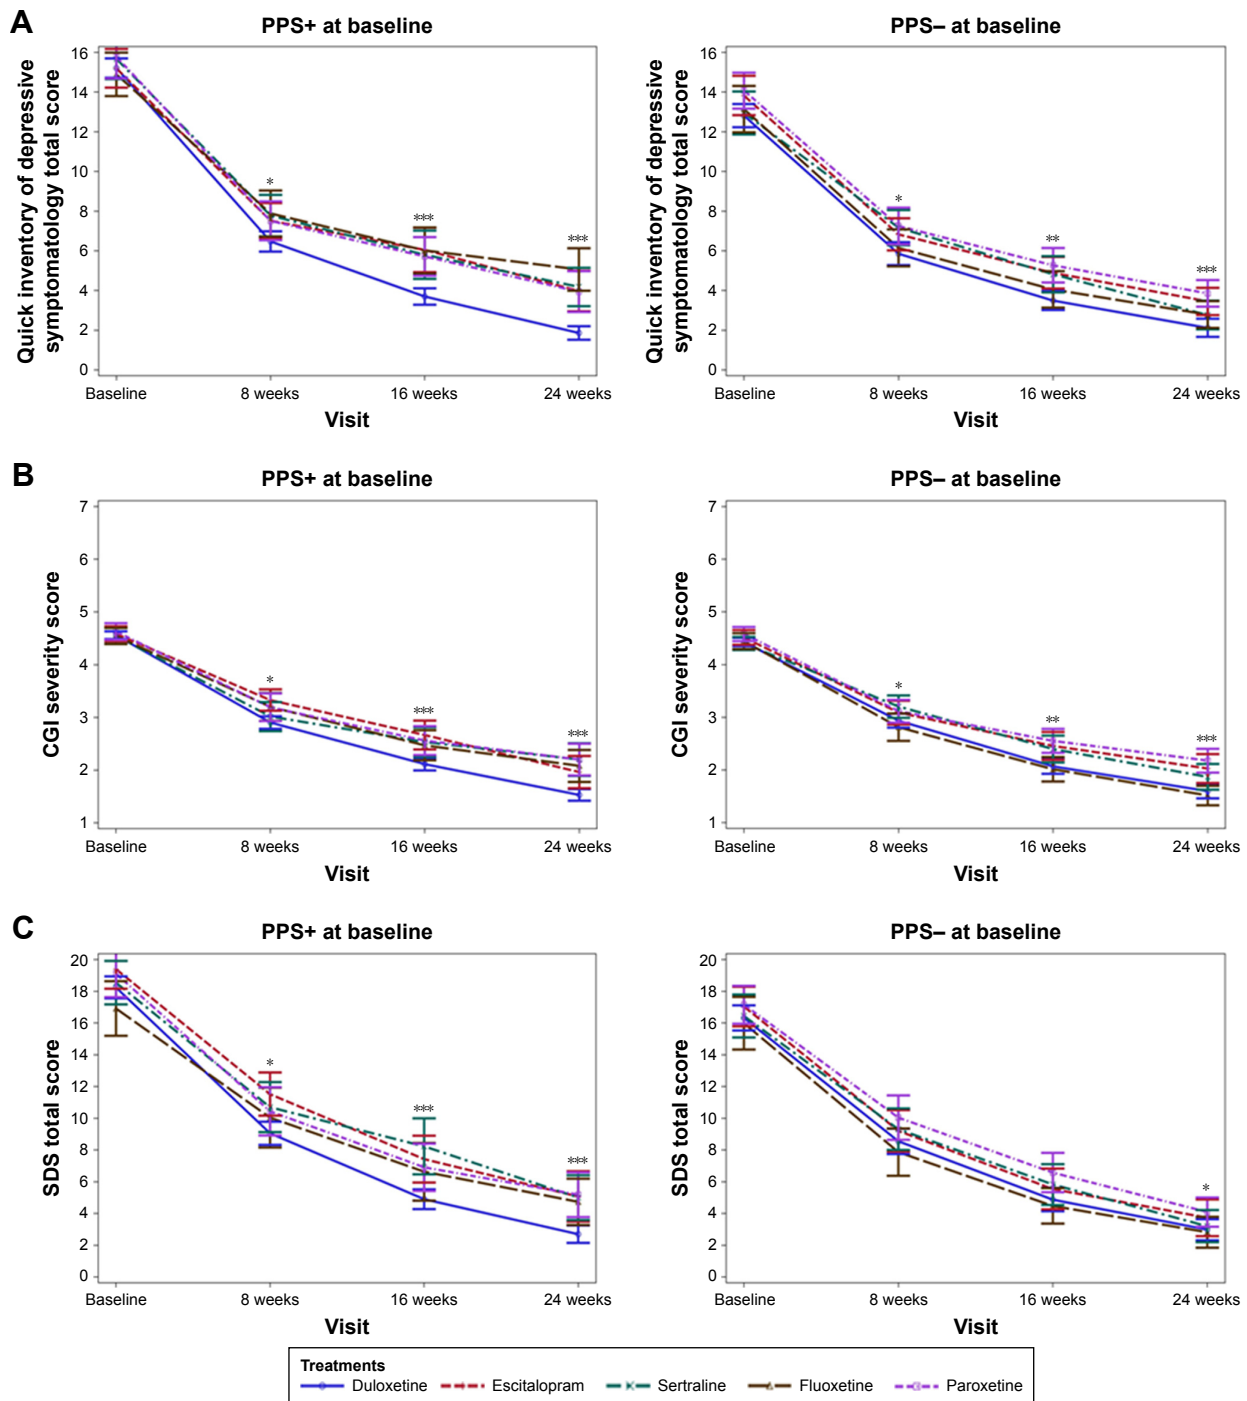 A
PPS+ at baseline
PPS– at baseline
Quick inventory of depressive
symptomatology total score
16
14
12
10
8
6
4
2
0
*
***
***
Baseline
8 weeks
16 weeks
24 weeks
Visit
Quick inventory of depressive
symptomatology total score
16
14
12
10
8
6
4
2
0
*
**
***
Baseline
8 weeks
16 weeks
24 weeks
Visit
B
PPS+ at baseline
PPS– at baseline
CGI severity score
7
6
5
4
3
2
1
*
***
***
Baseline
8 weeks
16 weeks
24 weeks
Visit
CGI severity score
7
6
5
4
3
2
1
*
**
***
Baseline
8 weeks
16 weeks
24 weeks
Visit
C
PPS+ at baseline
PPS– at baseline
SDS total score
20
18
16
14
12
10
8
6
4
2
0
*
***
***
Baseline
8 weeks
16 weeks
24 weeks
Visit
SDS total score
20
18
16
14
12
10
8
6
4
2
0
*
Baseline
8 weeks
16 weeks
24 weeks
Visit
Treatments
Duloxetine
Escitalopram
Sertraline
Fluoxetine
Paroxetine